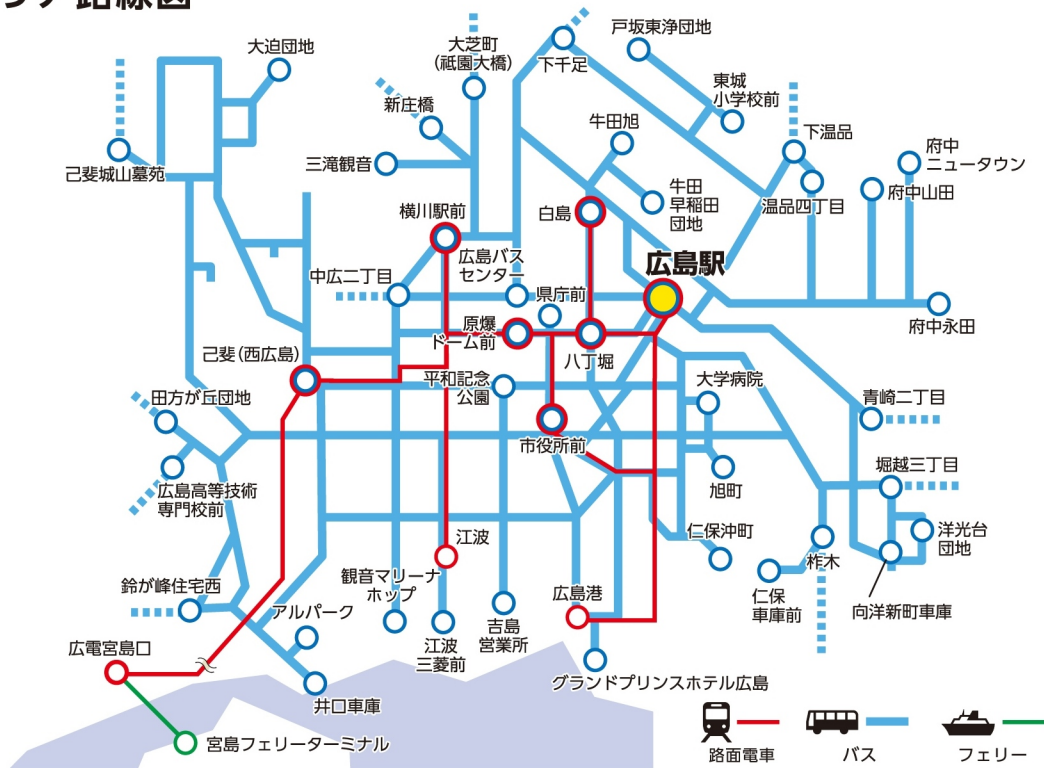 路線図
大迫団地
大芝町
(祗園大橋)
下千足
戸坂東浄団地
東城
小学校前
新庄橋
牛田旭
下温品
府中
ニュータウン
己斐城山墓苑
三滝観音
牛田
早稲田
団地
温品四丁目
府中山田
横川駅前
白島
広島バス
センター
広島駅
中広二丁目
県庁前
原爆
ドーム前
府中永田
己斐(西広島)
八丁堀
平和記念
公園
大学病院
田方が丘団地
青崎二丁目
市役所前
広島高等技術
専門校前
旭町
堀越三丁目
江波
仁保沖町
洋光台
団地
柞木
鈴が峰住宅西
観音マリーナ
ホップ
広島港
仁保
車庫前
向洋新町車庫
アルパーク
江波
三菱前
吉島
営業所
広電宮島口
グランドプリンスホテル広島
井口車庫
宮島フェリーターミナル
路面電車
バス
フェリー